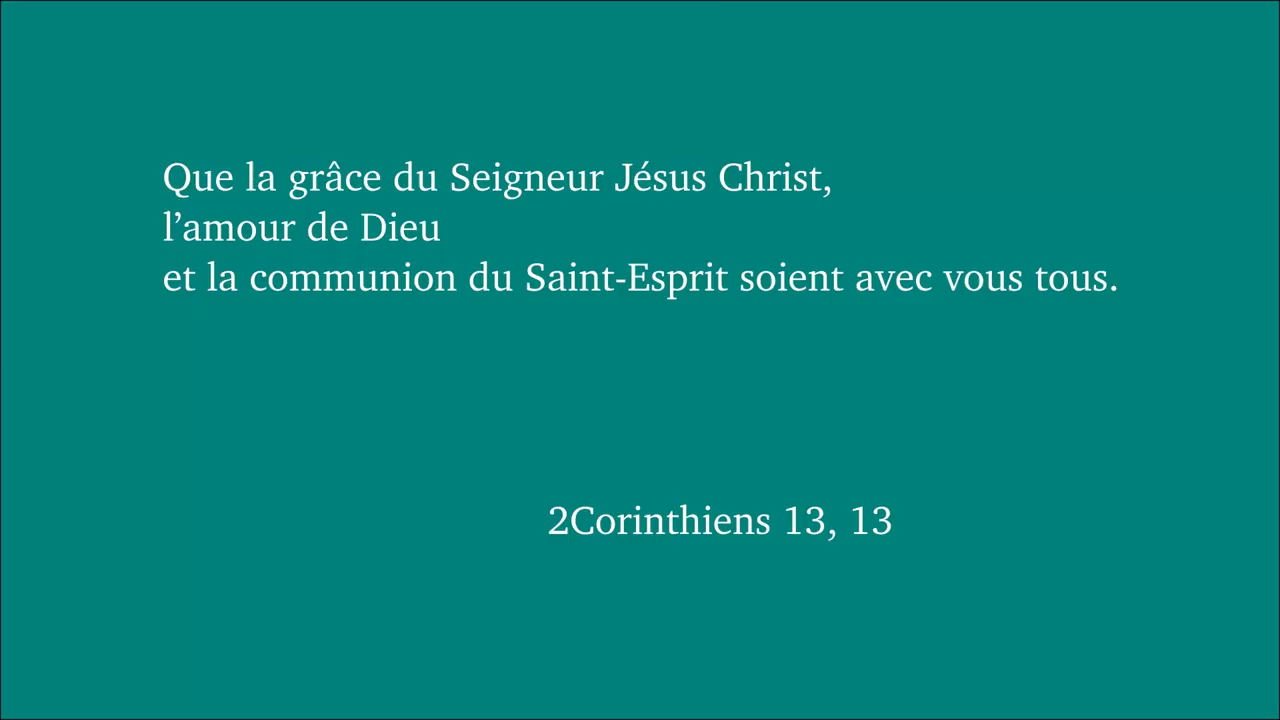 Que la grâce du Seigneur Jésus Christ,
l’amour de Dieu
et la communion du Saint-Esprit soient avec vous tous.
2Corinthiens 13, 13